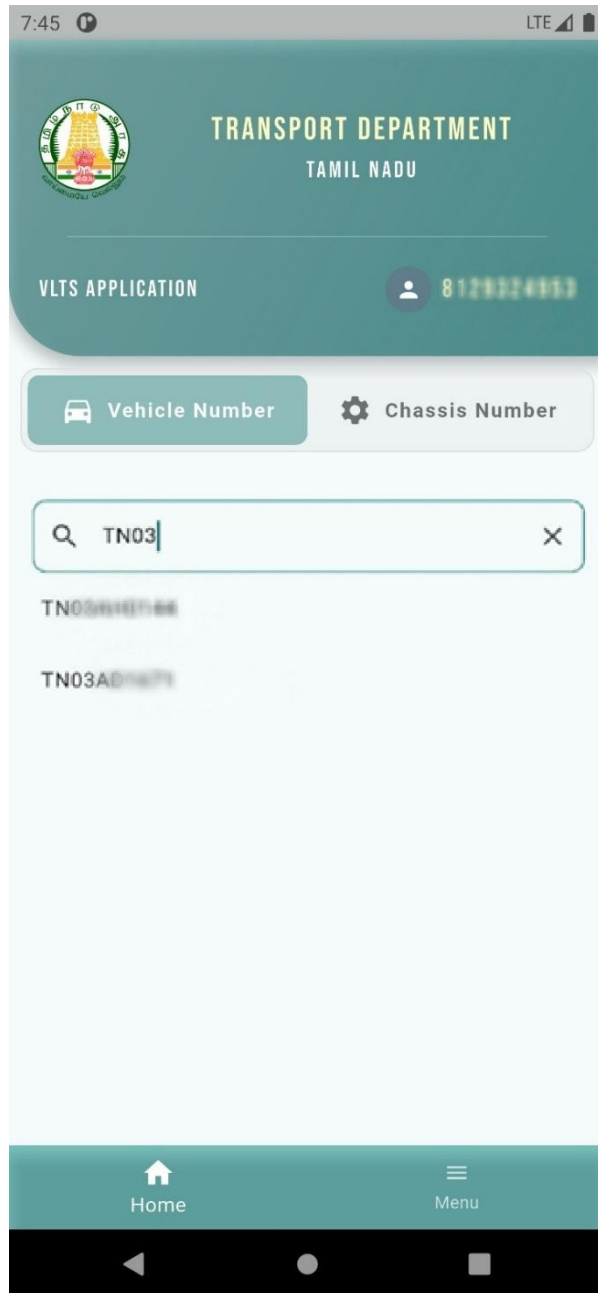 7:45
LTE
TRANSPORT DEPARTMENT
TAMIL NADU
VLTS APPLICATION
Vehicle Number
Chassis Number
TN03
TN03
TN03A
Home
Menu